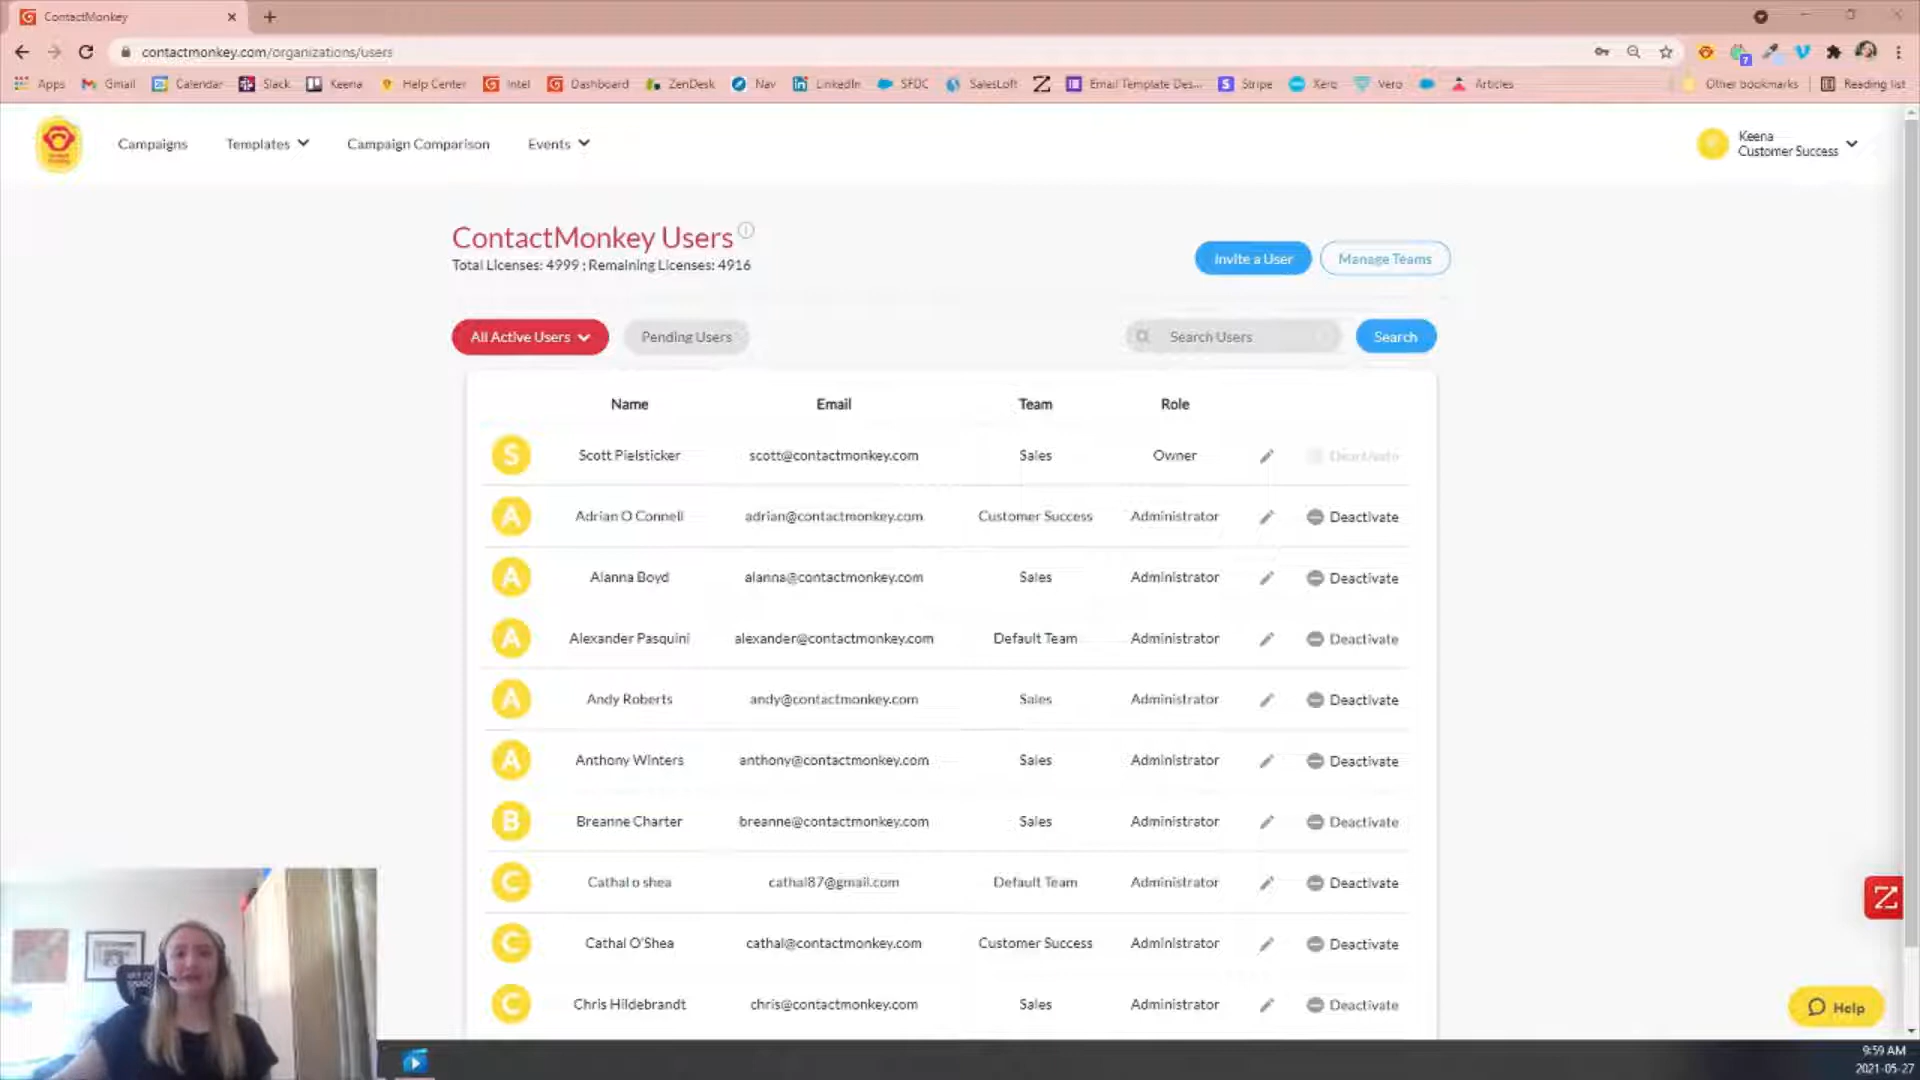 ContactMonkey
contactmonkey.com/organizations/users
Apps Gmail Calendar Slack Keena Help Center Intel Dashboard ZenDesk Nav LinkedIn SFDC SalesLoft Email Template Des... Stripe Xero Vero Articles Other bookmarks Reading list
Campaigns Templates Campaign Comparison Events
Keena
Customer Success
ContactMonkey Users
Total Licenses: 4999 ; Remaining Licenses: 4916
Invite a User Manage Teams
All Active Users Pending Users Search Users Search
Name Email Team Role
S Scott Pielsticker scott@contactmonkey.com Sales Owner Deactivate
A Adrian O Connell adrian@contactmonkey.com Customer Success Administrator Deactivate
A Alanna Boyd alanna@contactmonkey.com Sales Administrator Deactivate
A Alexander Pasquini alexander@contactmonkey.com Default Team Administrator Deactivate
A Andy Roberts andy@contactmonkey.com Sales Administrator Deactivate
A Anthony Winters anthony@contactmonkey.com Sales Administrator Deactivate
B Breanne Charter breanne@contactmonkey.com Sales Administrator Deactivate
C Cathal o shea cathal87@gmail.com Default Team Administrator Deactivate
C Cathal O'Shea cathal@contactmonkey.com Customer Success Administrator Deactivate
C Chris Hildebrandt chris@contactmonkey.com Sales Administrator Deactivate
Help
9:59 AM
2021-05-27